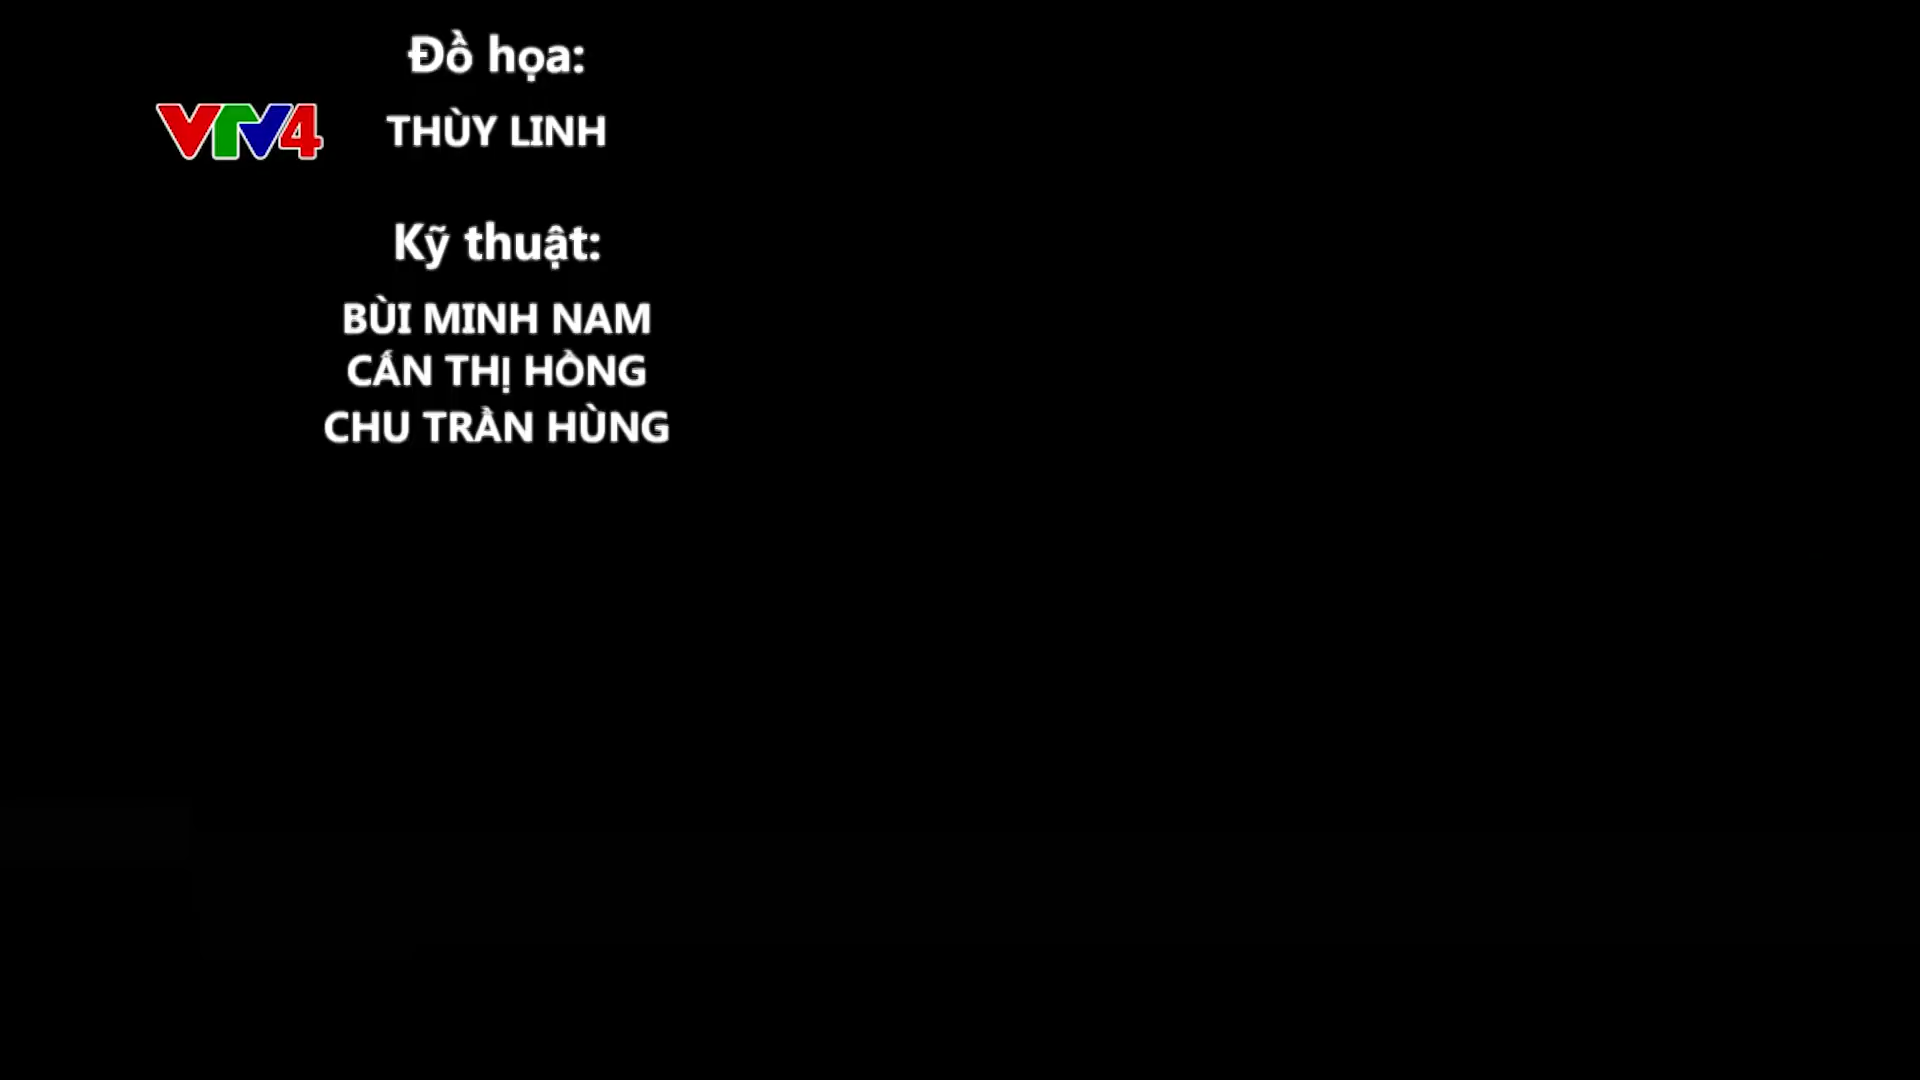 Đồ họa:
VTV4
THÙY LINH
Kỹ thuật:
BÙI MINH NAM
CẤN THỊ HỒNG
CHU TRẦN HÙNG